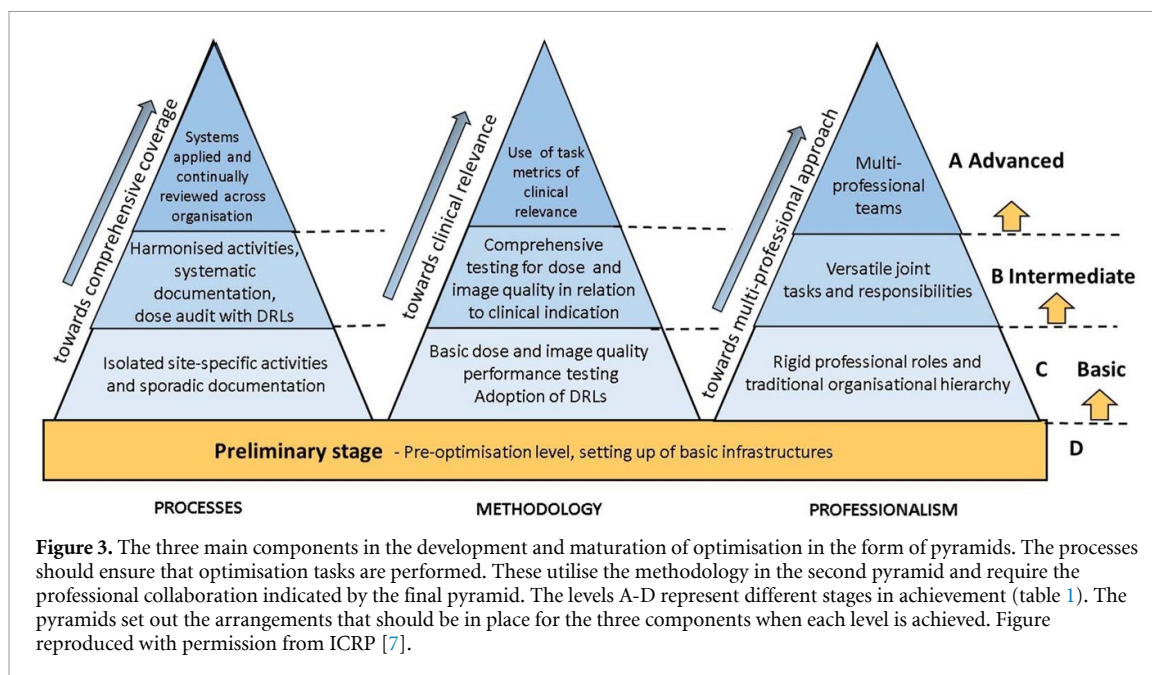 towards comprehensive coverage
Systems
applied and
continually
reviewed across
organisation
Harmonised activities,
systematic
documentation,
dose audit with DRLs
Isolated site-specific activities
and sporadic documentation
towards clinical relevance
Use of task
metrics of
clinical
relevance
Comprehensive
testing for dose and
image quality in relation
to clinical indication
Basic dose and image quality
performance testing
Adoption of DRLs
towards multi-professional approach
Multi-
professional
teams
Versatile joint
tasks and responsibilities
Rigid professional roles and
traditional organisational hierarchy
A Advanced
B Intermediate
C Basic
D
Preliminary stage - Pre-optimisation level, setting up of basic infrastructures
PROCESSES
METHODOLOGY
PROFESSIONALISM
Figure 3. The three main components in the development and maturation of optimisation in the form of pyramids. The processes
should ensure that optimisation tasks are performed. These utilise the methodology in the second pyramid and require the
professional collaboration indicated by the final pyramid. The levels A-D represent different stages in achievement (table 1). The
pyramids set out the arrangements that should be in place for the three components when each level is achieved. Figure
reproduced with permission from ICRP [7].